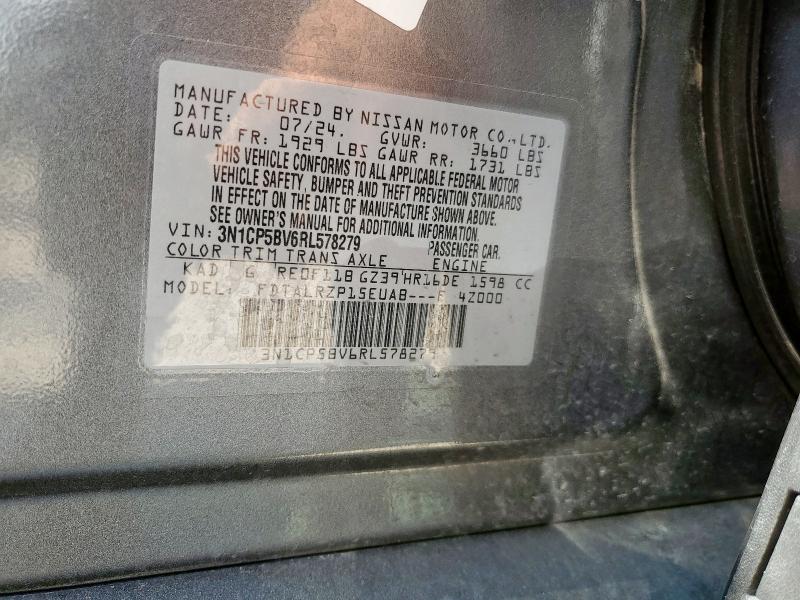 MANUFACTURED BY NISSAN MOTOR CO.,LTD.
DATE: 07/24. GVWR: 3660 LBS
GAWR FR: 1929 LBS GAWR RR: 1731 LBS
THIS VEHICLE CONFORMS TO ALL APPLICABLE FEDERAL MOTOR
VEHICLE SAFETY, BUMPER AND THEFT PREVENTION STANDARDS
IN EFFECT ON THE DATE OF MANUFACTURE SHOWN ABOVE.
SEE OWNER'S MANUAL FOR ADDITIONAL INFORMATION.
VIN: 3N1CP5BV6RL578279 PASSENGER CAR.
COLOR TRIM TRANS AXLE ENGINE
KAD G RE0F11B GZ39 HR16DE 1598 CC
MODEL: FDTALRZP15EUAB---E 4Z000
3N1CP5BV6RL578279